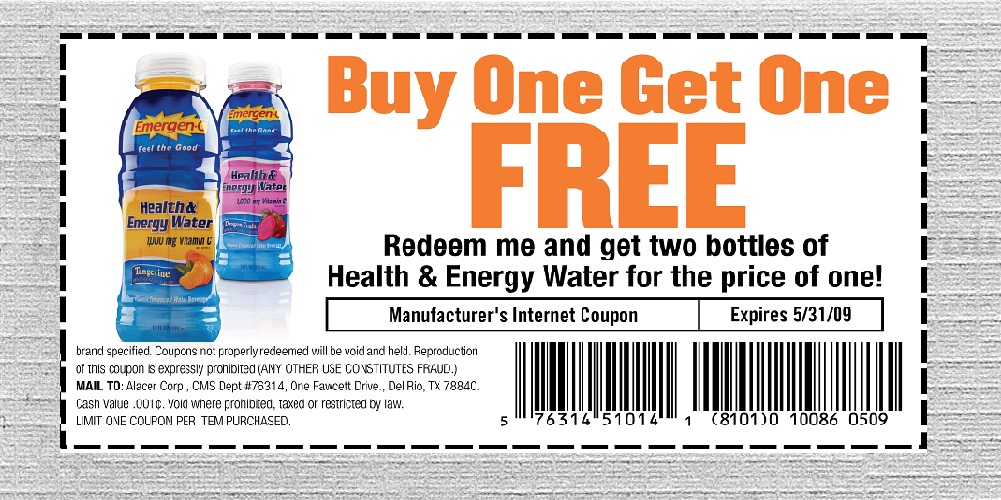 Buy One Get One
FREE
Redeem me and get two bottles of
Health & Energy Water for the price of one!
Manufacturer's Internet Coupon
Expires 5/31/09
Emergen-C
Feel the Good
Health &
Energy Water
1,000 mg Vitamin C
Tangerine
Emergen-C
Feel the Good
Health &
Energy Water
1,000 mg Vitamin C
Dragon Fruit
brand specified. Coupons not properly redeemed will be void and held. Reproduction
of this coupon is expressly prohibited (ANY OTHER USE CONSTITUTES FRAUD.)
MAIL TO: Alacer Corp., CMS Dept #76314, One Fawcett Drive., Del Rio, TX 78840.
Cash Value .001¢. Void where prohibited, taxed or restricted by law.
LIMIT ONE COUPON PER ITEM PURCHASED.
5 76314 51014 1 (8101)0 10086 0509